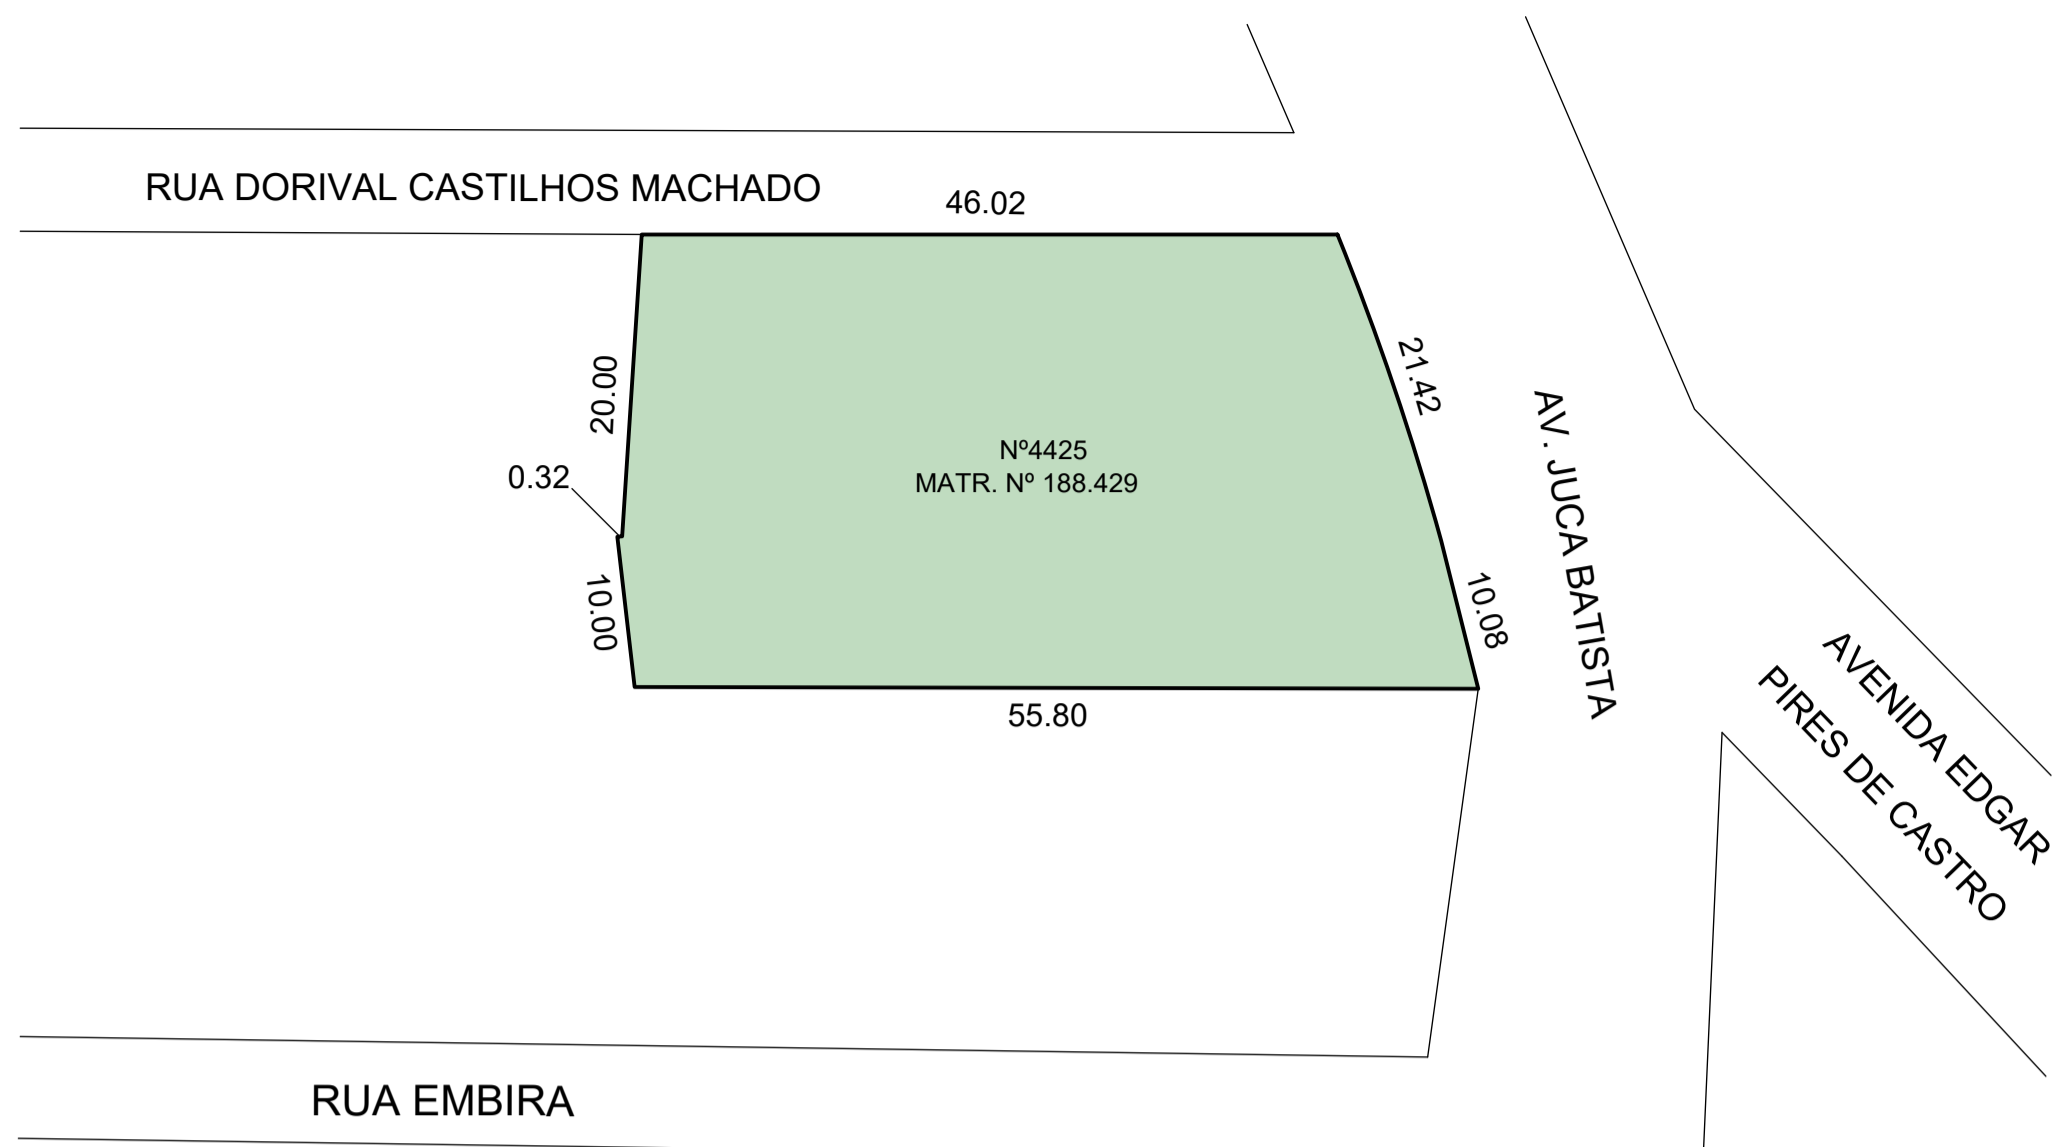 RUA DORIVAL CASTILHOS MACHADO
46.02
20.00
21.42
Nº4425
MATR. Nº 188.429
0.32
AV. JUCA BATISTA
10.00
10.08
55.80
AVENIDA EDGAR
PIRES DE CASTRO
RUA EMBIRA